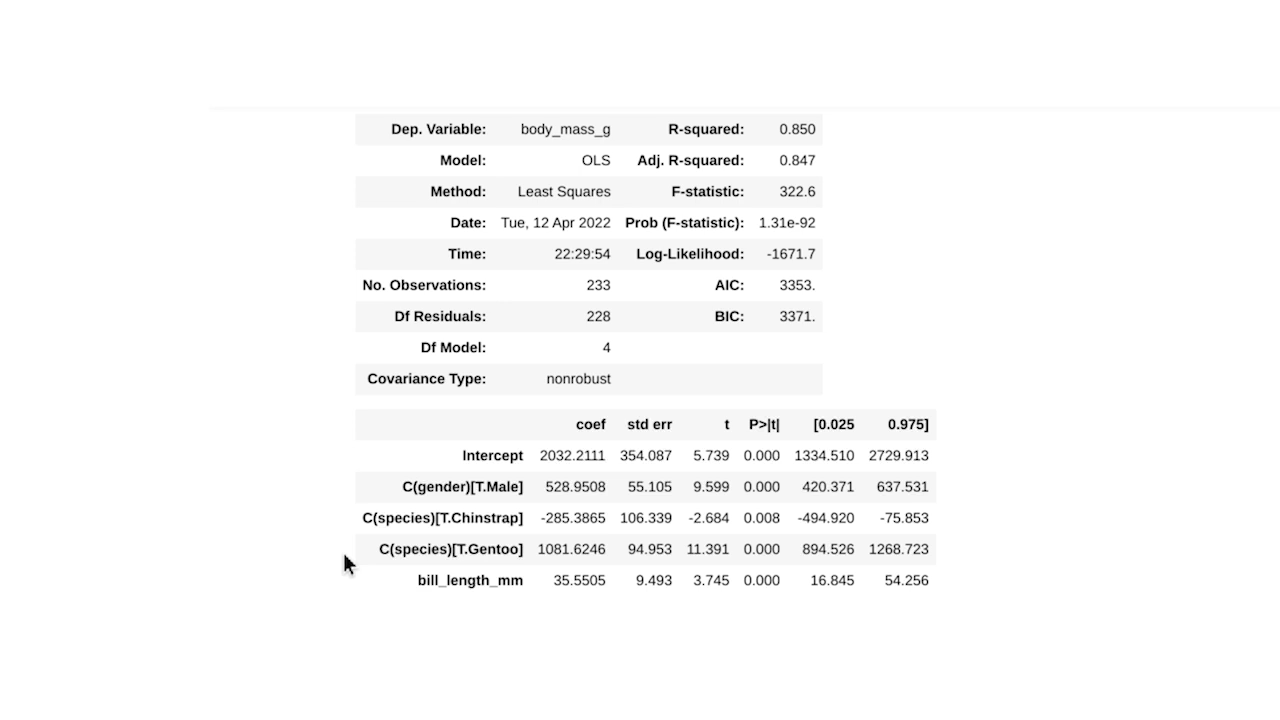 Dep. Variable: body_mass_g R-squared: 0.850
Model: OLS Adj. R-squared: 0.847
Method: Least Squares F-statistic: 322.6
Date: Tue, 12 Apr 2022 Prob (F-statistic): 1.31e-92
Time: 22:29:54 Log-Likelihood: -1671.7
No. Observations: 233 AIC: 3353.
Df Residuals: 228 BIC: 3371.
Df Model: 4
Covariance Type: nonrobust
coef std err t P>|t| [0.025 0.975]
Intercept 2032.2111 354.087 5.739 0.000 1334.510 2729.913
C(gender)[T.Male] 528.9508 55.105 9.599 0.000 420.371 637.531
C(species)[T.Chinstrap] -285.3865 106.339 -2.684 0.008 -494.920 -75.853
C(species)[T.Gentoo] 1081.6246 94.953 11.391 0.000 894.526 1268.723
bill_length_mm 35.5505 9.493 3.745 0.000 16.845 54.256